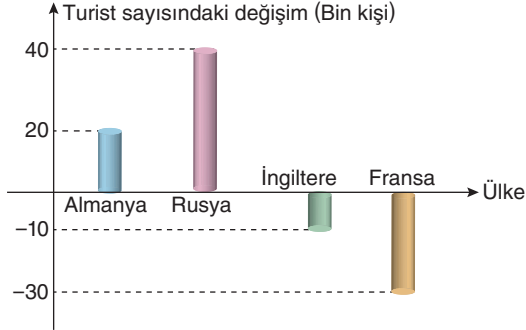 Turist sayısındaki değişim (Bin kişi)
40
20
İngiltere Fransa
Ülke
Almanya Rusya
–10
–30